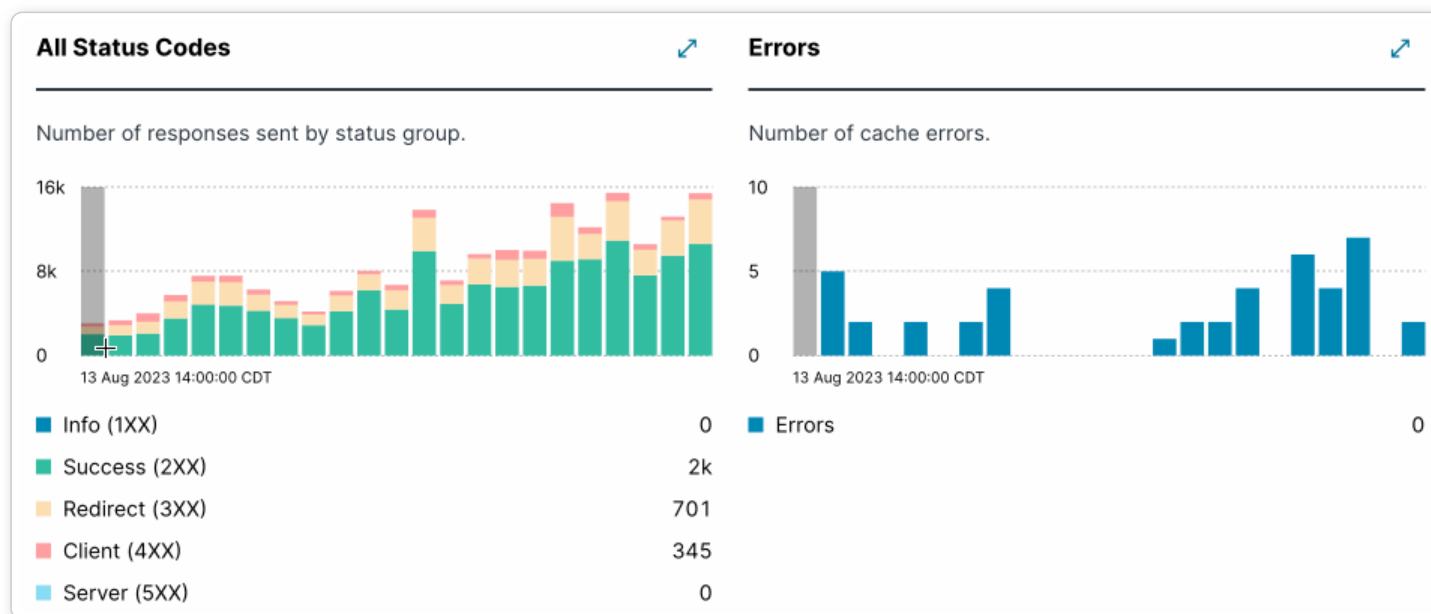 All Status Codes
Number of responses sent by status group.
16k
8k
0
13 Aug 2023 14:00:00 CDT
Info (1XX) 0
Success (2XX) 2k
Redirect (3XX) 701
Client (4XX) 345
Server (5XX) 0
Errors
Number of cache errors.
10
5
0
13 Aug 2023 14:00:00 CDT
Errors 0